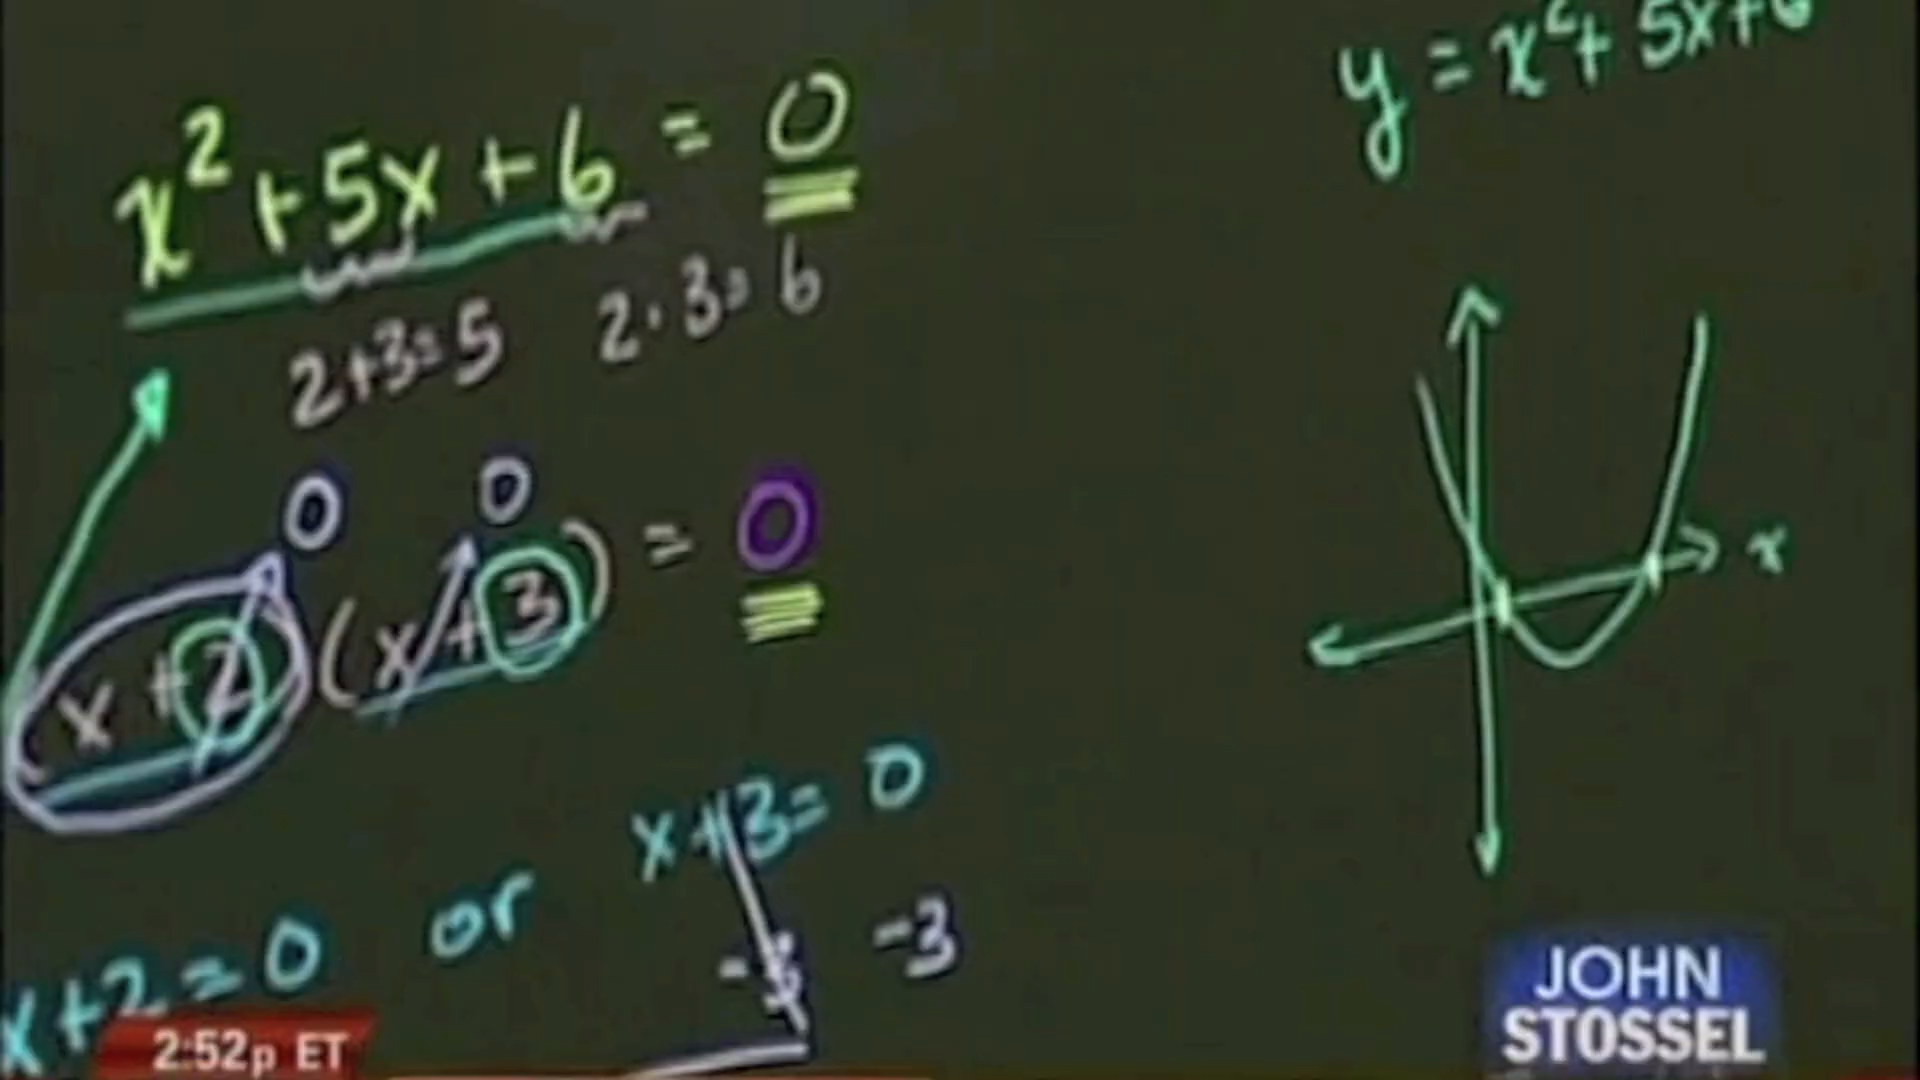 y = x² + 5x + 6
x² + 5x + 6 = 0
2+3=5 2·3=6
0 0
(x+2)(x+3) = 0
x
x+3=0
x+2=0 or
-3 -3
2:52p ET
JOHN
STOSSEL